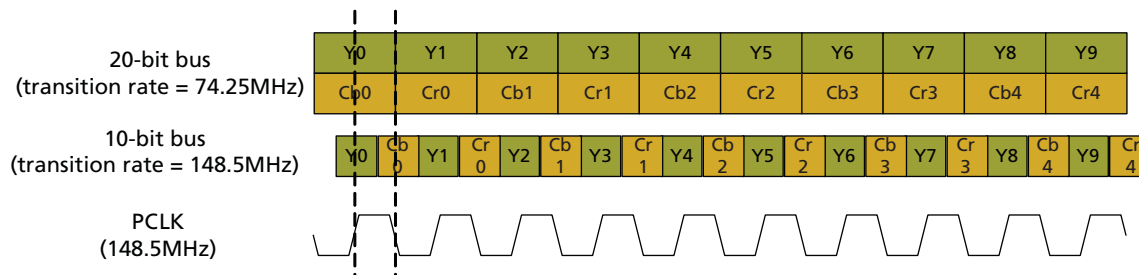 20-bit bus
(transition rate = 74.25MHz)
Y0 Y1 Y2 Y3 Y4 Y5 Y6 Y7 Y8 Y9
Cb0 Cr0 Cb1 Cr1 Cb2 Cr2 Cb3 Cr3 Cb4 Cr4
10-bit bus
(transition rate = 148.5MHz)
Y0 Cb 0 Y1 Cr 0 Y2 Cb 1 Y3 Cr 1 Y4 Cb 2 Y5 Cr 2 Y6 Cb 3 Y7 Cr 3 Y8 Cb 4 Y9 Cr 4
PCLK
(148.5MHz)